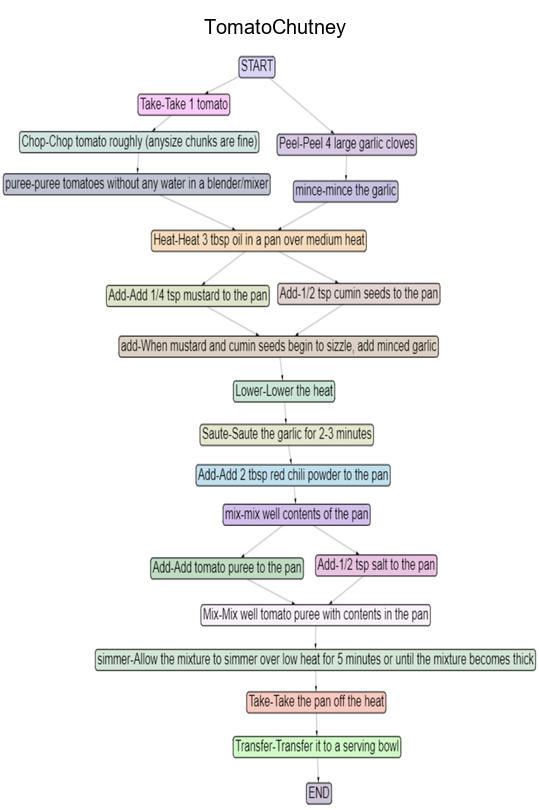 TomatoChutney
START
Take-Take 1 tomato
Chop-Chop tomato roughly (anysize chunks are fine)
Peel-Peel 4 large garlic cloves
puree-puree tomatoes without any water in a blender/mixer
mince-mince the garlic
Heat-Heat 3 tbsp oil in a pan over medium heat
Add-Add 1/4 tsp mustard to the pan
Add-1/2 tsp cumin seeds to the pan
add-When mustard and cumin seeds begin to sizzle, add minced garlic
Lower-Lower the heat
Saute-Saute the garlic for 2-3 minutes
Add-Add 2 tbsp red chili powder to the pan
mix-mix well contents of the pan
Add-Add tomato puree to the pan
Add-1/2 tsp salt to the pan
Mix-Mix well tomato puree with contents in the pan
simmer-Allow the mixture to simmer over low heat for 5 minutes or until the mixture becomes thick
Take-Take the pan off the heat
Transfer-Transfer it to a serving bowl
END